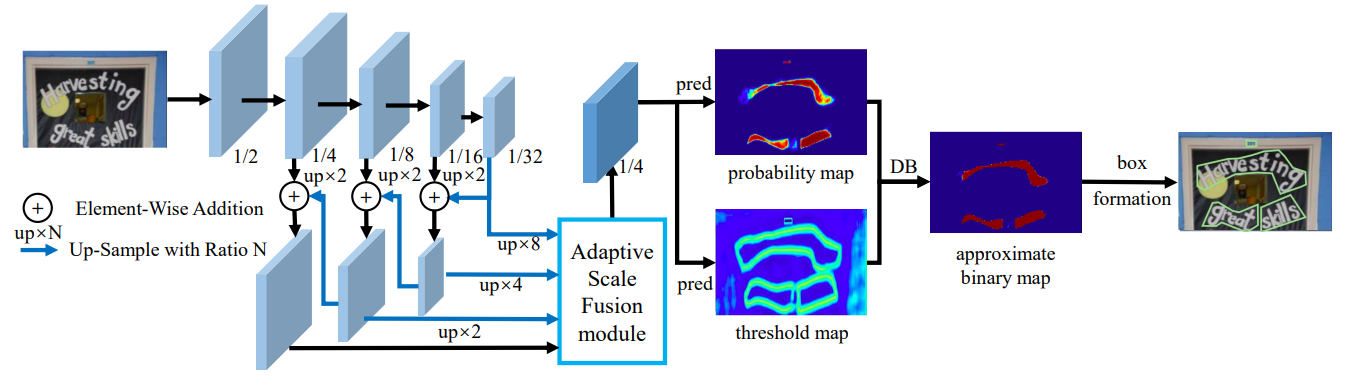 Harvesting
great skills
1/2
1/4
1/8
1/16
1/32
up×2
up×2
up×2
+
+
+
+
Element-Wise Addition
up×N
Up-Sample with Ratio N
up×8
up×4
up×2
Adaptive
Scale
Fusion
module
1/4
pred
pred
probability map
threshold map
DB
approximate
binary map
box
formation
Harvesting
great skills